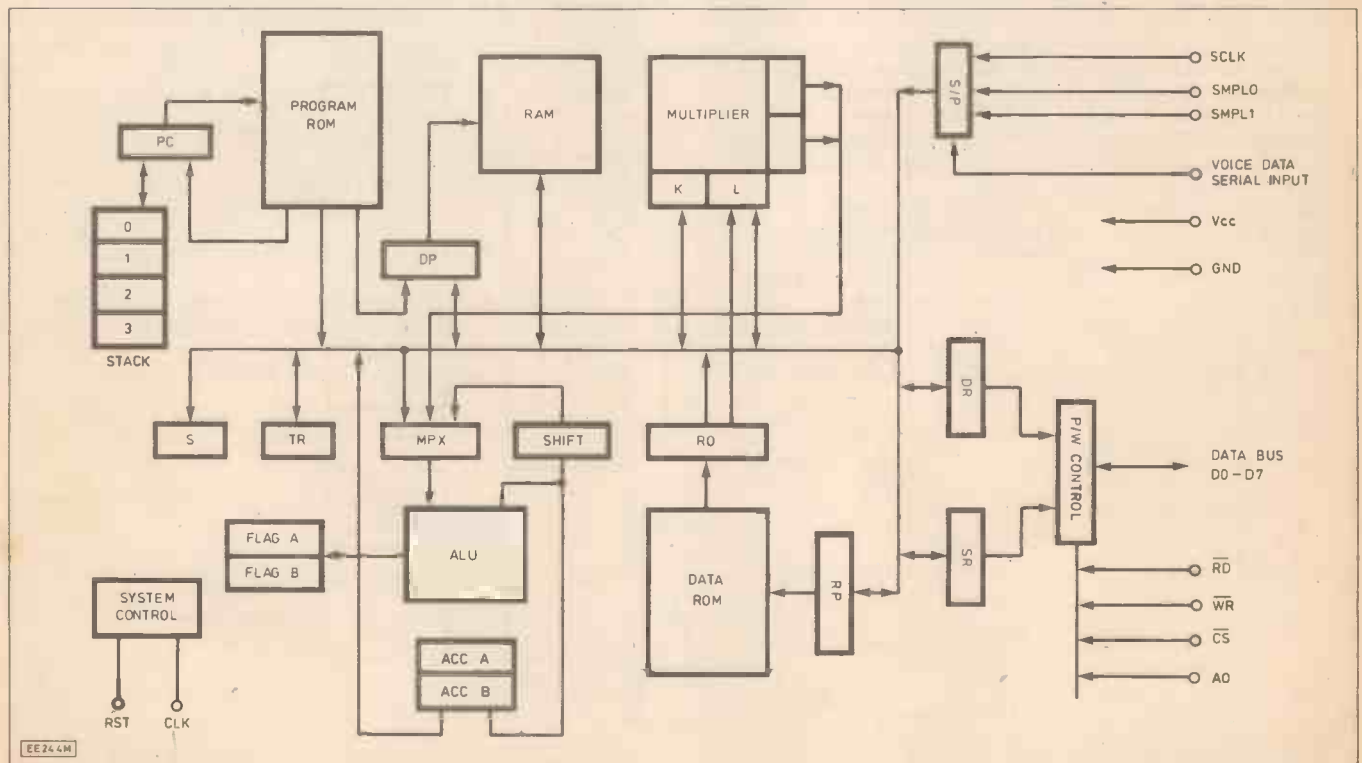 PROGRAM
ROM
RAM
MULTIPLIER
K
L
S/P
SCLK
SMPL0
SMPL1
VOICE DATA
SERIAL INPUT
Vcc
GND
PC
0
1
2
3
STACK
DP
S
TR
MPX
SHIFT
RO
DR
P/W CONTROL
DATA BUS
D0-D7
FLAG A
FLAG B
ALU
DATA
ROM
RP
SR
RD
WR
CS
A0
SYSTEM
CONTROL
RST
CLK
ACC A
ACC B
EE244M